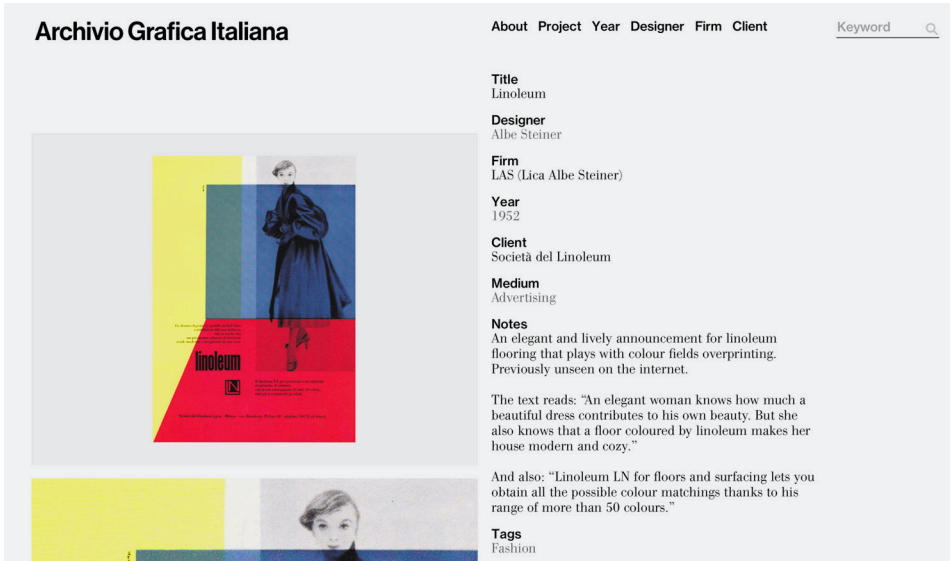 Archivio Grafica Italiana
About Project Year Designer Firm Client
Keyword
Title
Linoleum
Designer
Albe Steiner
Firm
LAS (Lica Albe Steiner)
Year
1952
Client
Società del Linoleum
Medium
Advertising
Notes
An elegant and lively announcement for linoleum
flooring that plays with colour fields overprinting.
Previously unseen on the internet.
The text reads: “An elegant woman knows how much a
beautiful dress contributes to his own beauty. But she
also knows that a floor coloured by linoleum makes her
house modern and cozy.”
And also: “Linoleum LN for floors and surfacing lets you
obtain all the possible colour matchings thanks to his
range of more than 50 colours.”
Tags
Fashion
linoleum